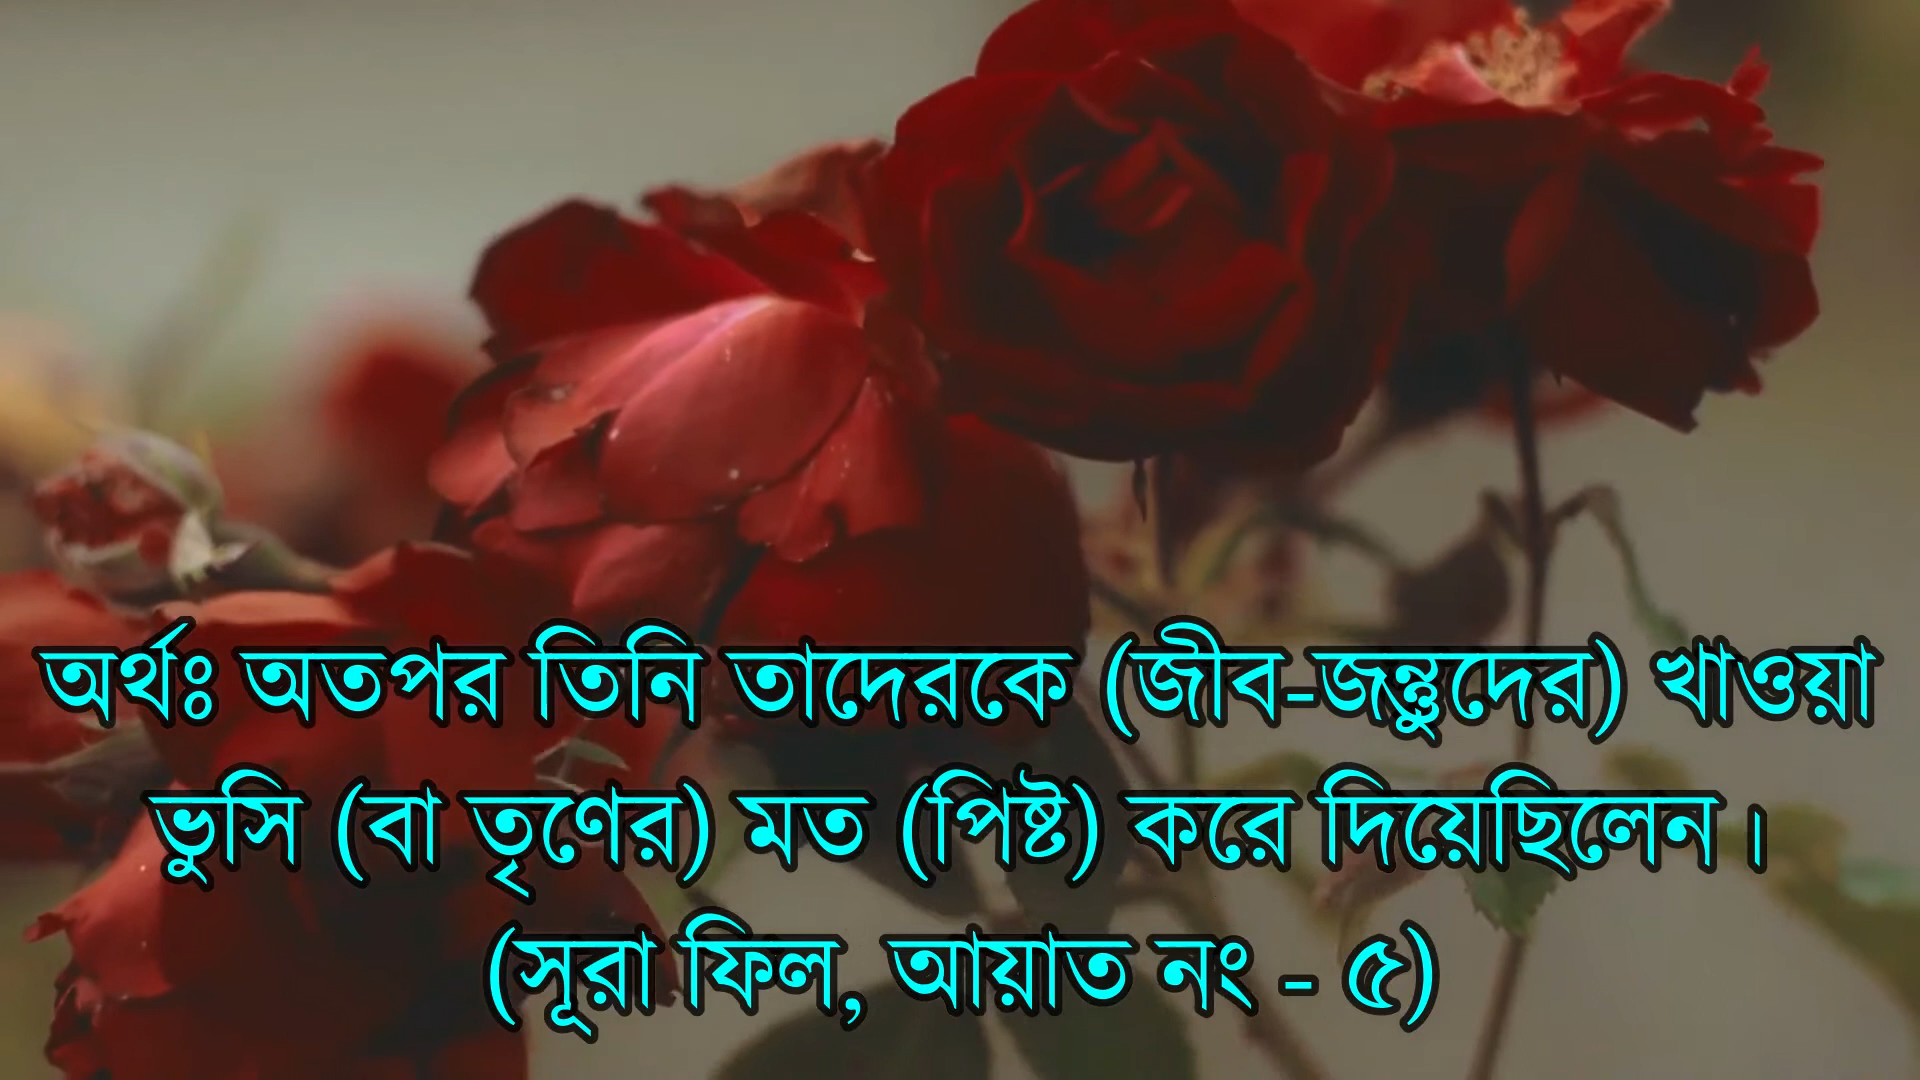 অর্থঃ অতপর তিনি তাদেরকে (জীব-জন্তুদের) খাওয়া
ভুসি (বা তৃণের) মত (পিষ্ট) করে দিয়েছিলেন।
(সূরা ফিল, আয়াত নং - ৫)